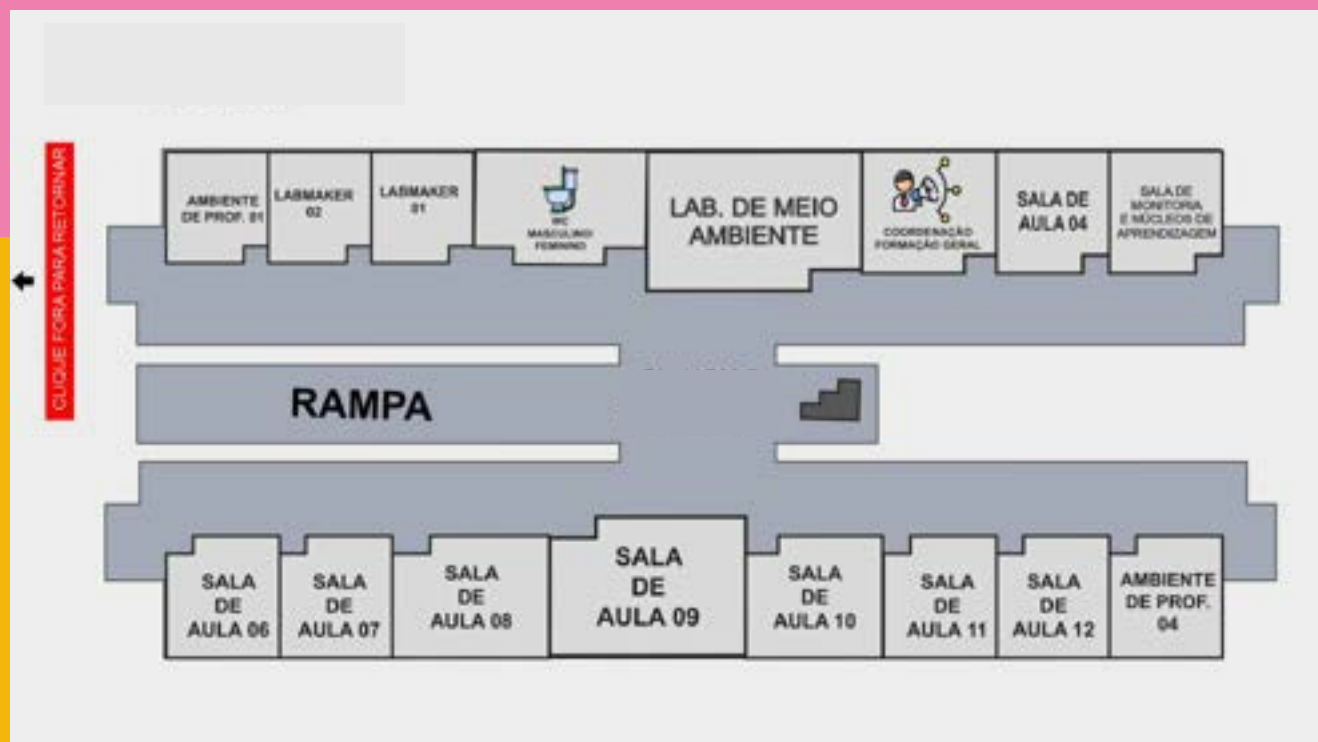 CLIQUE FORA PARA RETORNAR
AMBIENTE
DE PROF. 01
LABMAKER
02
LABMAKER
01
WC
MASCULINO/
FEMININO
LAB. DE MEIO
AMBIENTE
COORDENAÇÃO
FORMAÇÃO GERAL
SALA DE
AULA 04
SALA DE
MONITORIA
E NÚCLEOS DE
APRENDIZAGEM
RAMPA
SALA
DE
AULA 06
SALA
DE
AULA 07
SALA
DE
AULA 08
SALA
DE
AULA 09
SALA
DE
AULA 10
SALA
DE
AULA 11
SALA
DE
AULA 12
AMBIENTE
DE PROF.
04